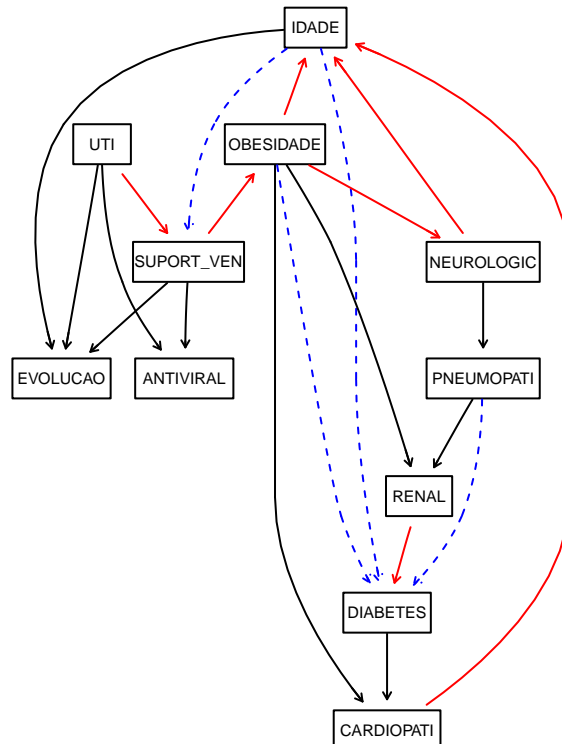 IDADE
UTI
OBESIDADE
SUPORT_VEN
NEUROLOGIC
EVOLUCAO
ANTIVIRAL
PNEUMOPATI
RENAL
DIABETES
CARDIOPATI